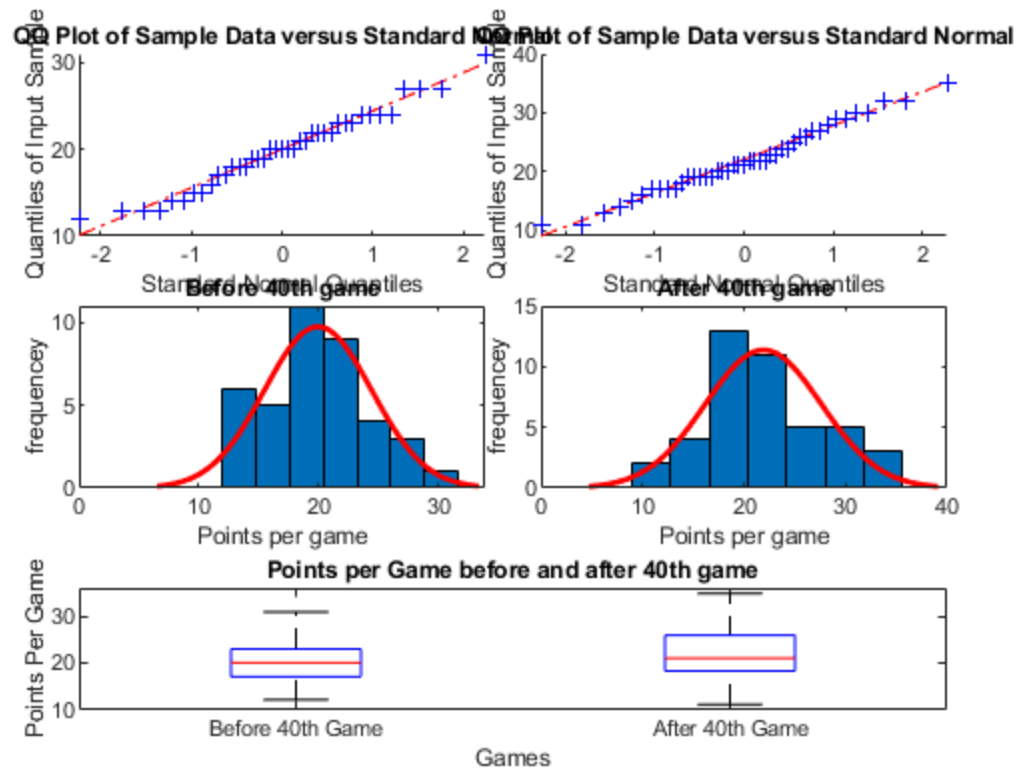 QQ Plot of Sample Data versus Standard Normal
QQ Plot of Sample Data versus Standard Normal
Quantiles of Input Sample
30
20
10
-2 -1 0 1 2
Standard Normal Quantiles
Quantiles of Input Sample
40
30
20
10
-2 -1 0 1 2
Standard Normal Quantiles
Before 40th game
frequencey
10
5
0
0 10 20 30
Points per game
After 40th game
frequencey
15
10
5
0
0 10 20 30 40
Points per game
Points per Game before and after 40th game
Points Per Game
30
20
10
Before 40th Game After 40th Game
Games